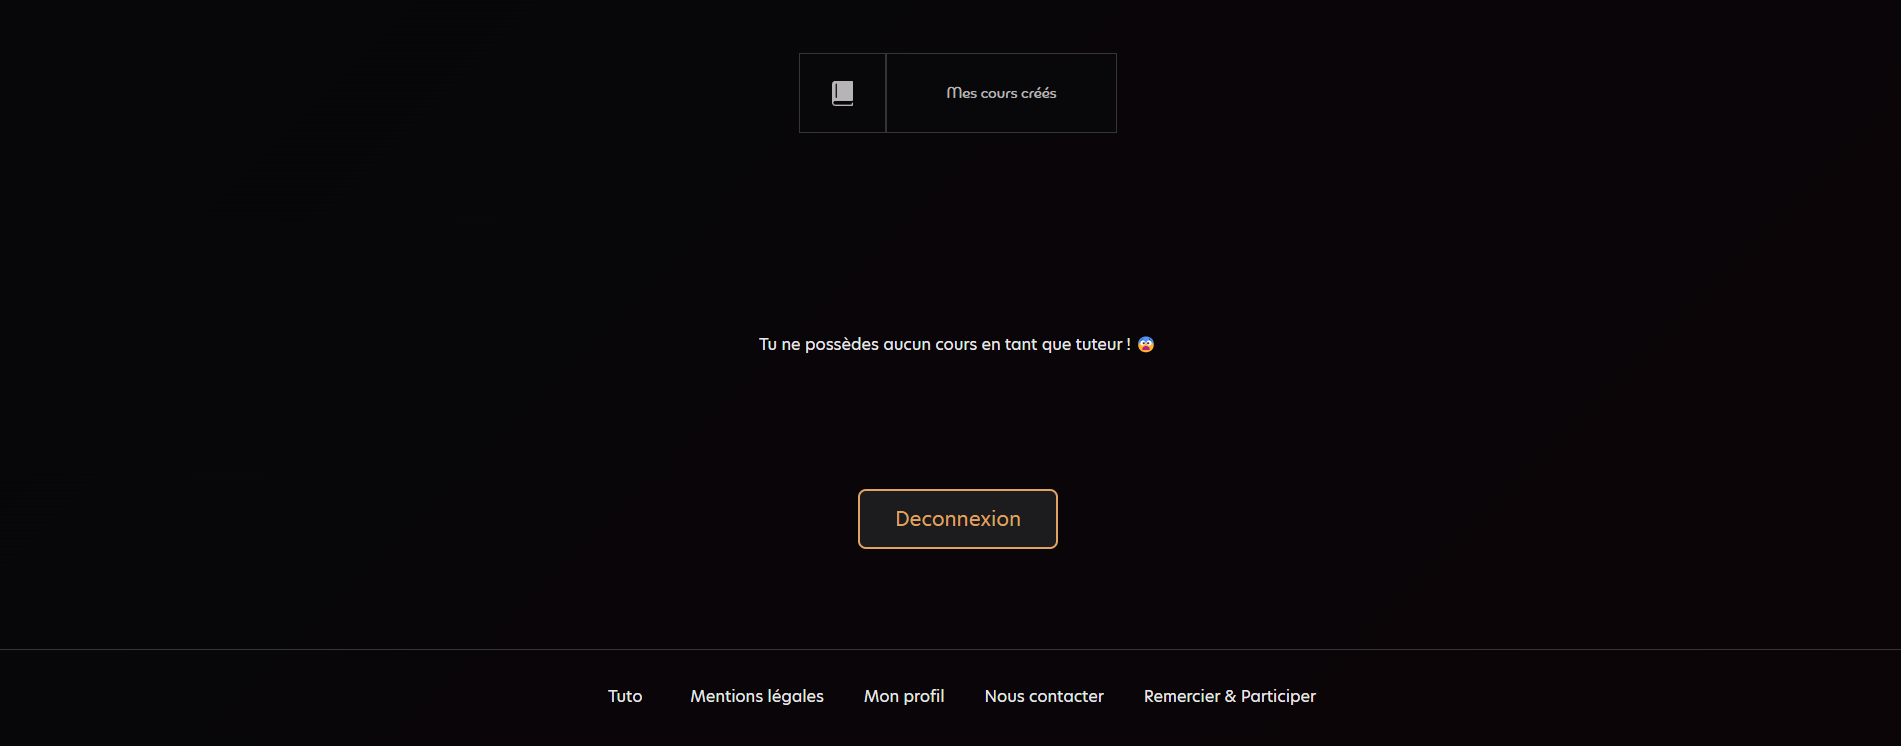 Mes cours créés
Tu ne possèdes aucun cours en tant que tuteur ! 😨
Deconnexion
Tuto Mentions légales Mon profil Nous contacter Remercier & Participer